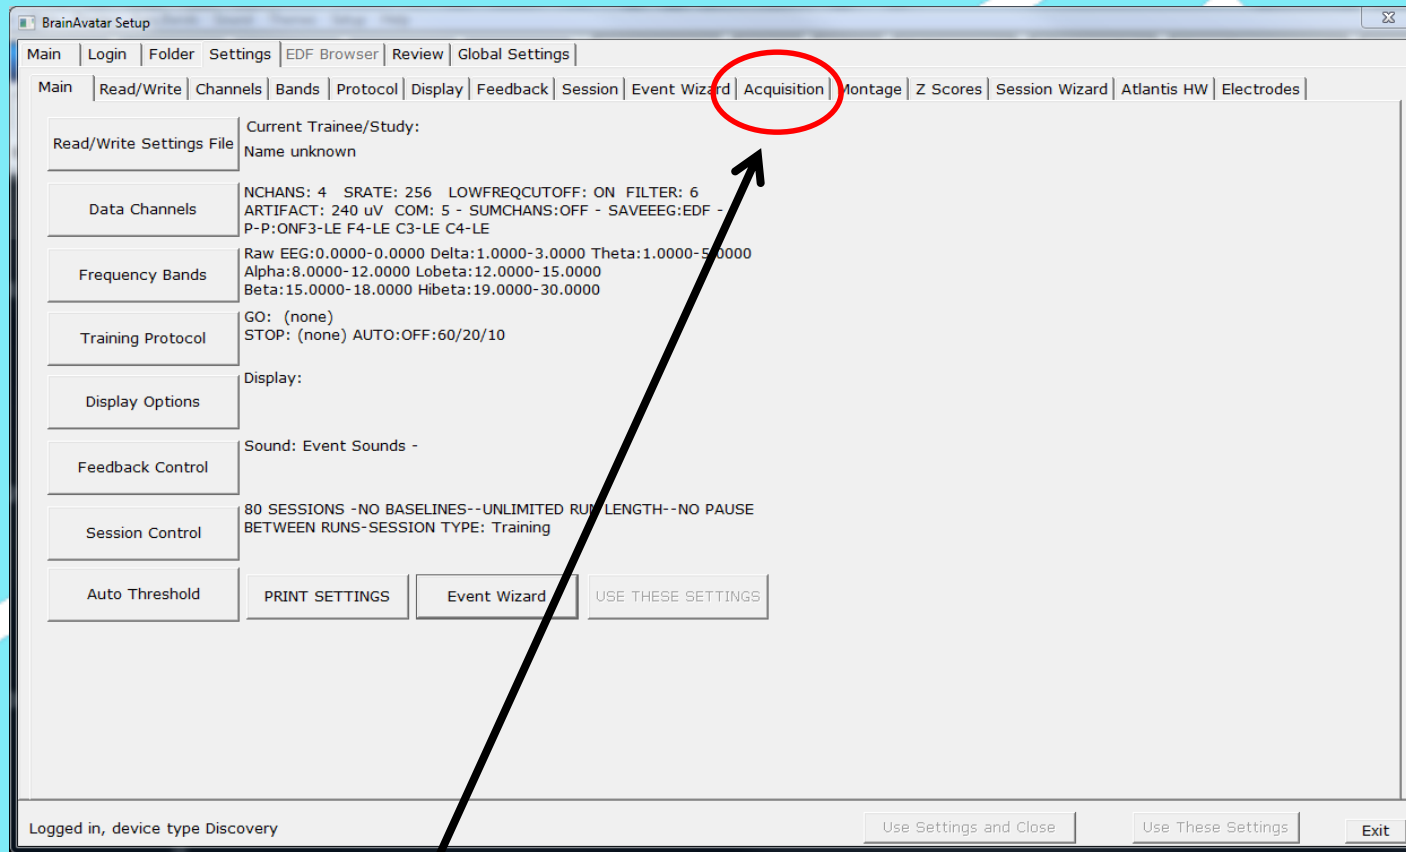 BrainAvatar Setup
Main Login Folder Settings EDF Browser Review Global Settings
Main Read/Write Channels Bands Protocol Display Feedback Session Event Wizard Acquisition Montage Z Scores Session Wizard Atlantis HW Electrodes
Read/Write Settings File
Current Trainee/Study:
Name unknown
Data Channels
NCHANS: 4 SRATE: 256 LOWFREQCUTOFF: ON FILTER: 6
ARTIFACT: 240 uV COM: 5 - SUMCHANS:OFF - SAVEEEG:EDF -
P-P:ONF3-LE F4-LE C3-LE C4-LE
Frequency Bands
Raw EEG:0.0000-0.0000 Delta:1.0000-3.0000 Theta:1.0000-5.0000
Alpha:8.0000-12.0000 Lobeta:12.0000-15.0000
Beta:15.0000-18.0000 Hibeta:19.0000-30.0000
Training Protocol
GO: (none)
STOP: (none) AUTO:OFF:60/20/10
Display Options
Display:
Feedback Control
Sound: Event Sounds -
Session Control
80 SESSIONS -NO BASELINES--UNLIMITED RUN LENGTH--NO PAUSE
BETWEEN RUNS-SESSION TYPE: Training
Auto Threshold
PRINT SETTINGS Event Wizard USE THESE SETTINGS
Logged in, device type Discovery
Use Settings and Close Use These Settings Exit